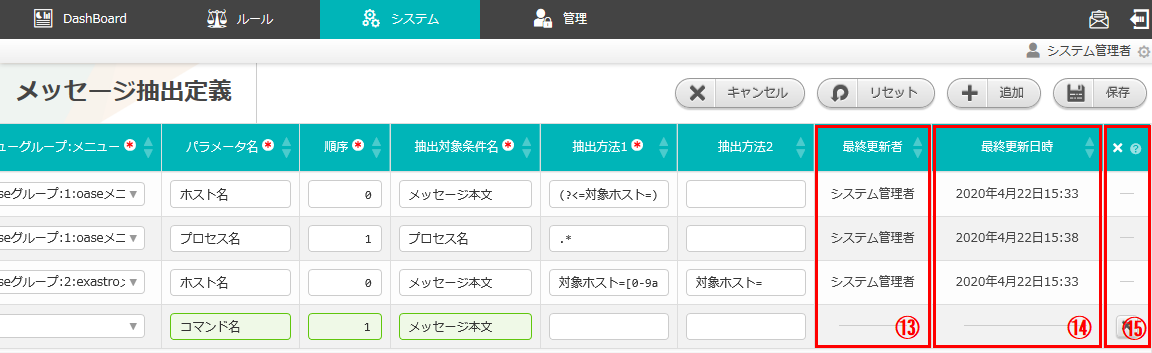 DashBoard ルール システム 管理
システム管理者
メッセージ抽出定義 キャンセル リセット 追加 保存
ューグループ:メニュー * パラメータ名 * 順序 * 抽出対象条件名 * 抽出方法1 * 抽出方法2 最終更新者 最終更新日時 × ?
seグループ:1:oaseメニ ▼ ホスト名 0 メッセージ本文 (?<=対象ホスト=) システム管理者 2020年4月22日15:33 —
seグループ:1:oaseメニ ▼ プロセス名 1 プロセス名 .* システム管理者 2020年4月22日15:38 —
seグループ:2:exastroメ ▼ ホスト名 0 メッセージ本文 対象ホスト=[0-9a 対象ホスト= システム管理者 2020年4月22日15:33 —
▼ コマンド名 1 メッセージ本文 ⑬ ⑭ ⑮